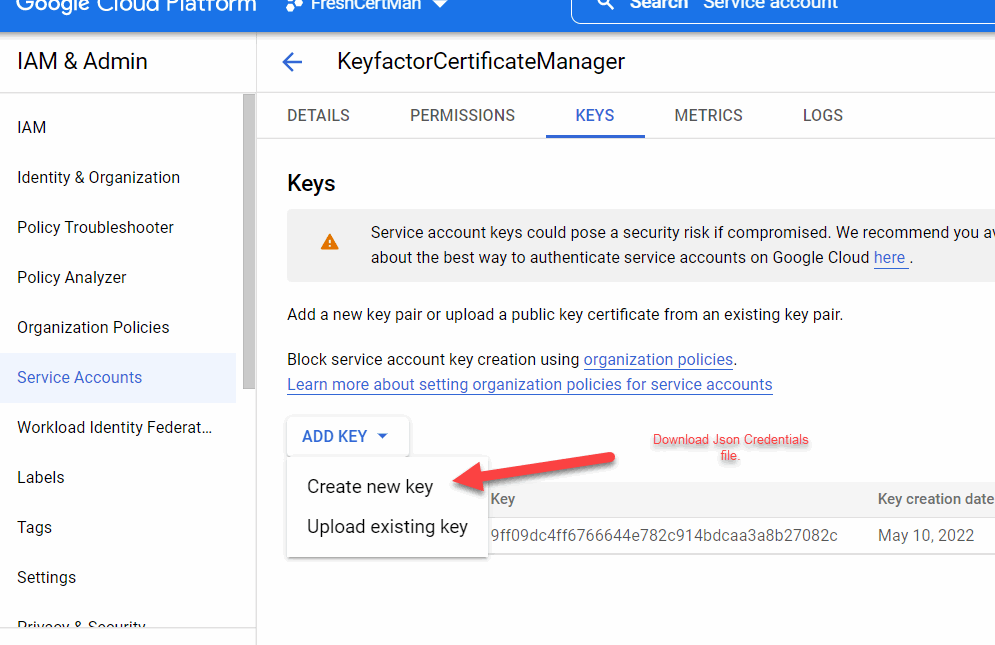 Google Cloud Platform
FreshCertMan
Search Service account
IAM & Admin
KeyfactorCertificateManager
DETAILS PERMISSIONS KEYS METRICS LOGS
IAM
Identity & Organization
Policy Troubleshooter
Policy Analyzer
Organization Policies
Service Accounts
Workload Identity Federat...
Labels
Tags
Settings
Privacy & Security
Keys
Service account keys could pose a security risk if compromised. We recommend you av
about the best way to authenticate service accounts on Google Cloud here .
Add a new key pair or upload a public key certificate from an existing key pair.
Block service account key creation using organization policies.
Learn more about setting organization policies for service accounts
ADD KEY
Download Json Credentials
file.
Create new key
Upload existing key
Key Key creation date
9ff09dc4ff6766644e782c914bdcaa3a8b27082c May 10, 2022